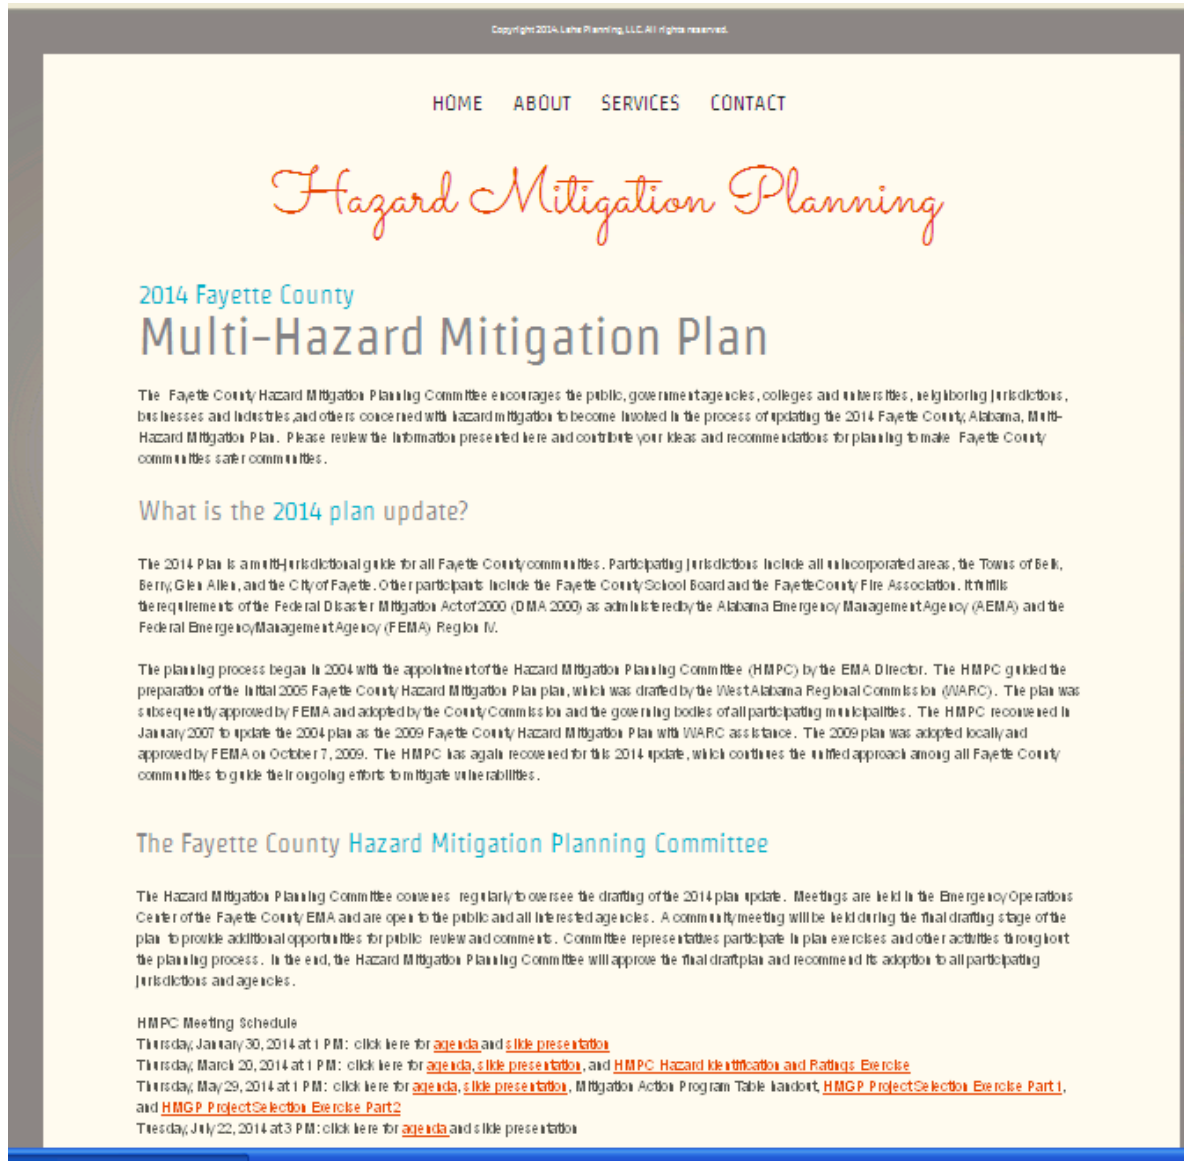 Copyright 2014. Lehe Planning, LLC. All rights reserved.
HOME ABOUT SERVICES CONTACT
Hazard Mitigation Planning
2014 Fayette County
Multi-Hazard Mitigation Plan
The Fayette County Hazard Mitigation Planning Committee encourages the public, government agencies, colleges and universities, neighboring jurisdictions,
businesses and industries, and others concerned with hazard mitigation to become involved in the process of updating the 2014 Fayette County, Alabama, Multi-
Hazard Mitigation Plan. Please review the information presented here and contribute your ideas and recommendations for planning to make Fayette County
communities safer communities.
What is the 2014 plan update?
The 2014 Plan is a multi-jurisdictional guide for all Fayette County communities. Participating jurisdictions include all unincorporated areas, the Towns of Belk,
Berry, Glen Allen, and the City of Fayette. Other participants include the Fayette County School Board and the FayetteCounty Fire Association. It fulfills
the requirements of the Federal Disaster Mitigation Act of 2000 (DMA 2000) as administered by the Alabama Emergency Management Agency (AEMA) and the
Federal Emergency Management Agency (FEMA) Region IV.
The planning process began in 2004 with the appointment of the Hazard Mitigation Planning Committee (HMPC) by the EMA Director. The HMPC guided the
preparation of the initial 2005 Fayette County Hazard Mitigation Plan plan, which was drafted by the West Alabama Regional Commission (WARC). The plan was
subsequently approved by FEMA and adopted by the County Commission and the governing bodies of all participating municipalities. The HMPC reconvened in
January 2007 to update the 2004 plan as the 2009 Fayette County Hazard Mitigation Plan with WARC assistance. The 2009 plan was adopted locally and
approved by FEMA on October 7, 2009. The HMPC has again recovened for this 2014 update, which continues the unified approach among all Fayette County
communities to guide their ongoing efforts to mitigate vulnerabilities.
The Fayette County Hazard Mitigation Planning Committee
The Hazard Mitigation Planning Committee convenes regularly to oversee the drafting of the 2014 plan update. Meetings are held in the Emergency Operations
Center of the Fayette County EMA and are open to the public and all interested agencies. A community meeting will be held during the final drafting stage of the
plan to provide additional opportunities for public review and comments. Committee representatives participate in plan exercises and other activities throughout
the planning process. In the end, the Hazard Mitigation Planning Committee will approve the final draft plan and recommend its adoption to all participating
jurisdictions and agencies.
HMPC Meeting Schedule
Thursday, January 30, 2014 at 1 PM: click here for agenda and slide presentation
Thursday, March 20, 2014 at 1 PM: click here for agenda, slide presentation, and HMPC Hazard Identification and Ratings Exercise
Thursday, May 29, 2014 at 1 PM: click here for agenda, slide presentation, Mitigation Action Program Table handout, HMGP Project Selection Exercise Part 1,
and HMGP Project Selection Exercise Part 2
Tuesday, July 22, 2014 at 3 PM: click here for agenda and slide presentation